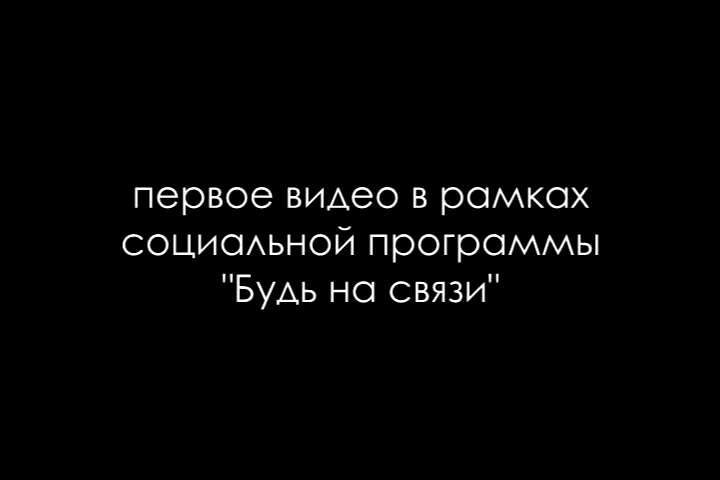 первое видео в рамках
социальной программы
"Будь на связи"